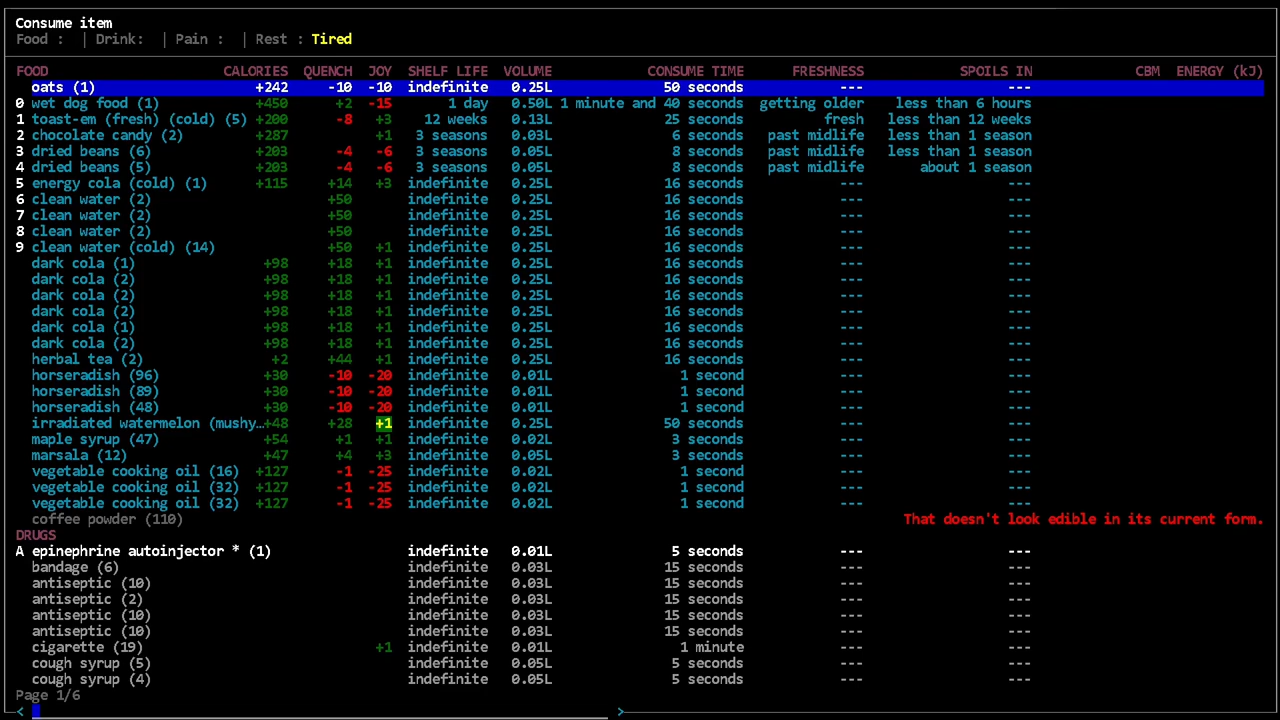 Consume item
Food : | Drink: | Pain : | Rest : Tired
FOOD CALORIES QUENCH JOY SHELF LIFE VOLUME CONSUME TIME FRESHNESS SPOILS IN CBM ENERGY (kJ)
oats (1) +242 -10 -10 indefinite 0.25L 50 seconds --- ---
0 wet dog food (1) +450 +2 -15 1 day 0.50L 1 minute and 40 seconds getting older less than 6 hours
1 toast-em (fresh) (cold) (5) +200 -8 +3 12 weeks 0.13L 25 seconds fresh less than 12 weeks
2 chocolate candy (2) +287 +1 3 seasons 0.03L 6 seconds past midlife less than 1 season
3 dried beans (6) +203 -4 -6 3 seasons 0.03L 8 seconds past midlife less than 1 season
4 dried beans (5) +203 -4 -6 3 seasons 0.03L 8 seconds past midlife about 1 season
5 energy cola (cold) (1) +115 +14 +3 indefinite 0.25L 16 seconds --- ---
6 clean water (2) +50 indefinite 0.25L 16 seconds --- ---
7 clean water (2) +50 indefinite 0.25L 16 seconds --- ---
8 clean water (2) +50 indefinite 0.25L 16 seconds --- ---
9 clean water (cold) (14) +50 +1 indefinite 0.25L 16 seconds --- ---
dark cola (1) +98 +18 +1 indefinite 0.25L 16 seconds --- ---
dark cola (2) +98 +18 +1 indefinite 0.25L 16 seconds --- ---
dark cola (2) +98 +18 +1 indefinite 0.25L 16 seconds --- ---
dark cola (2) +98 +18 +1 indefinite 0.25L 16 seconds --- ---
dark cola (1) +98 +18 +1 indefinite 0.25L 16 seconds --- ---
dark cola (2) +98 +18 +1 indefinite 0.25L 16 seconds --- ---
herbal tea (2) +2 +44 +1 indefinite 0.25L 16 seconds --- ---
horseradish (96) +30 -10 -20 indefinite 0.01L 1 second --- ---
horseradish (89) +30 -10 -20 indefinite 0.01L 1 second --- ---
horseradish (48) +30 -10 -20 indefinite 0.01L 1 second --- ---
irradiated watermelon (mushy…+48 +28 +1 indefinite 0.25L 50 seconds --- ---
maple syrup (47) +54 +1 +1 indefinite 0.02L 3 seconds --- ---
marsala (12) +47 +4 +3 indefinite 0.05L 3 seconds --- ---
vegetable cooking oil (16) +127 -1 -25 indefinite 0.02L 1 second --- ---
vegetable cooking oil (32) +127 -1 -25 indefinite 0.02L 1 second --- ---
vegetable cooking oil (32) +127 -1 -25 indefinite 0.02L 1 second --- ---
coffee powder (110) That doesn't look edible in its current form.
DRUGS
A epinephrine autoinjector * (1) indefinite 0.01L 5 seconds --- ---
bandage (6) indefinite 0.03L 15 seconds --- ---
antiseptic (10) indefinite 0.03L 15 seconds --- ---
antiseptic (2) indefinite 0.03L 15 seconds --- ---
antiseptic (10) indefinite 0.03L 15 seconds --- ---
antiseptic (10) indefinite 0.03L 15 seconds --- ---
cigarette (19) +1 indefinite 0.01L 1 minute --- ---
cough syrup (5) indefinite 0.05L 5 seconds --- ---
cough syrup (4) indefinite 0.05L 5 seconds --- ---
Page 1/6
< >